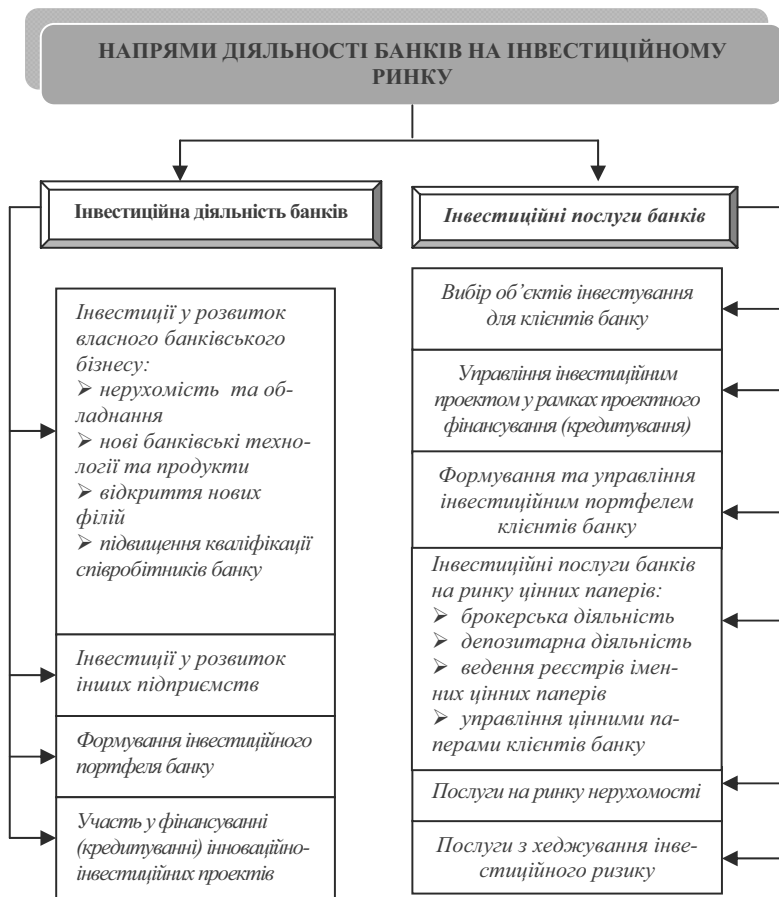 НАПРЯМИ ДІЯЛЬНОСТІ БАНКІВ НА ІНВЕСТИЦІЙНОМУ
РИНКУ
Інвестиційна діяльність банків
Інвестиції у розвиток
власного банківського
бізнесу:
➢ нерухомість та об-
ладнання
➢ нові банківські техно-
логії та продукти
➢ відкриття нових
філій
➢ підвищення кваліфікації
співробітників банку
Інвестиції у розвиток
інших підприємств
Формування інвестиційного
портфеля банку
Участь у фінансуванні
(кредитуванні) інноваційно-
інвестиційних проектів
Інвестиційні послуги банків
Вибір об’єктів інвестування
для клієнтів банку
Управління інвестиційним
проектом у рамках проектного
фінансування (кредитування)
Формування та управління
інвестиційним портфелем
клієнтів банку
Інвестиційні послуги банків
на ринку цінних паперів:
➢ брокерська діяльність
➢ депозитарна діяльність
➢ ведення реєстрів імен-
них цінних паперів
➢ управління цінними па-
перами клієнтів банку
Послуги на ринку нерухомості
Послуги з хеджування інве-
стиційного ризику